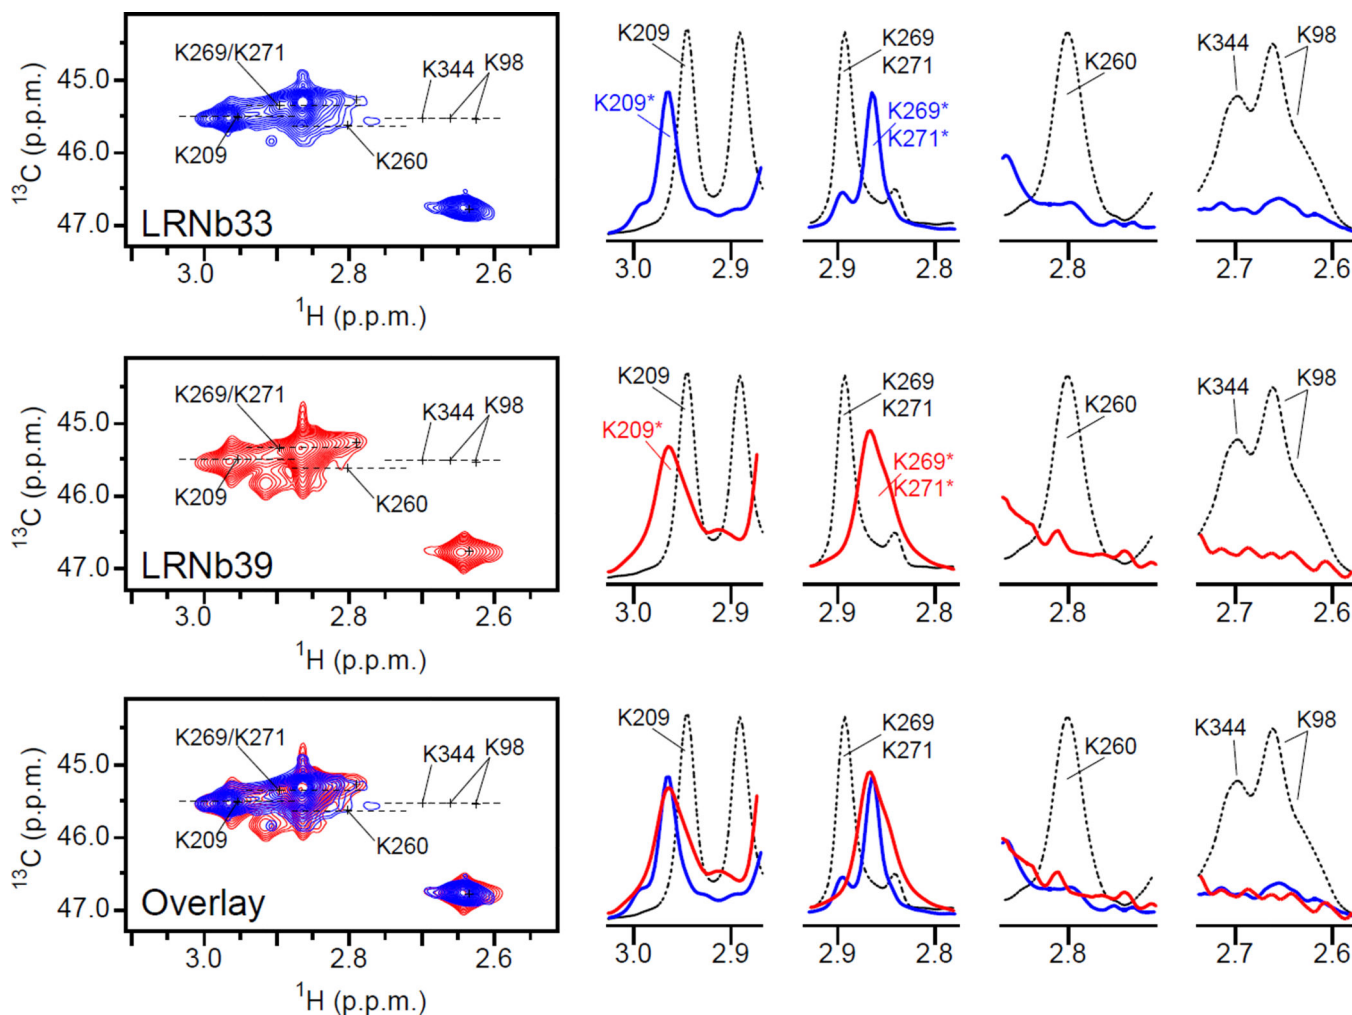 K269/K271
K344
K98
K209
K260
LRNb33
45.0
46.0
47.0
13C (p.p.m.)
3.0 2.8 2.6
1H (p.p.m.)
K209
K209*
3.0 2.9
K269
K271
K269*
K271*
2.9 2.8
K260
2.8
K344
K98
2.7 2.6
K269/K271
K344
K98
K209
K260
LRNb39
45.0
46.0
47.0
13C (p.p.m.)
3.0 2.8 2.6
1H (p.p.m.)
K209
K209*
3.0 2.9
K269
K271
K269*
K271*
2.9 2.8
K260
2.8
K344
K98
2.7 2.6
K269/K271
K344
K98
K209
K260
Overlay
45.0
46.0
47.0
13C (p.p.m.)
3.0 2.8 2.6
1H (p.p.m.)
K209
3.0 2.9
K269
K271
2.9 2.8
K260
2.8
K344
K98
2.7 2.6